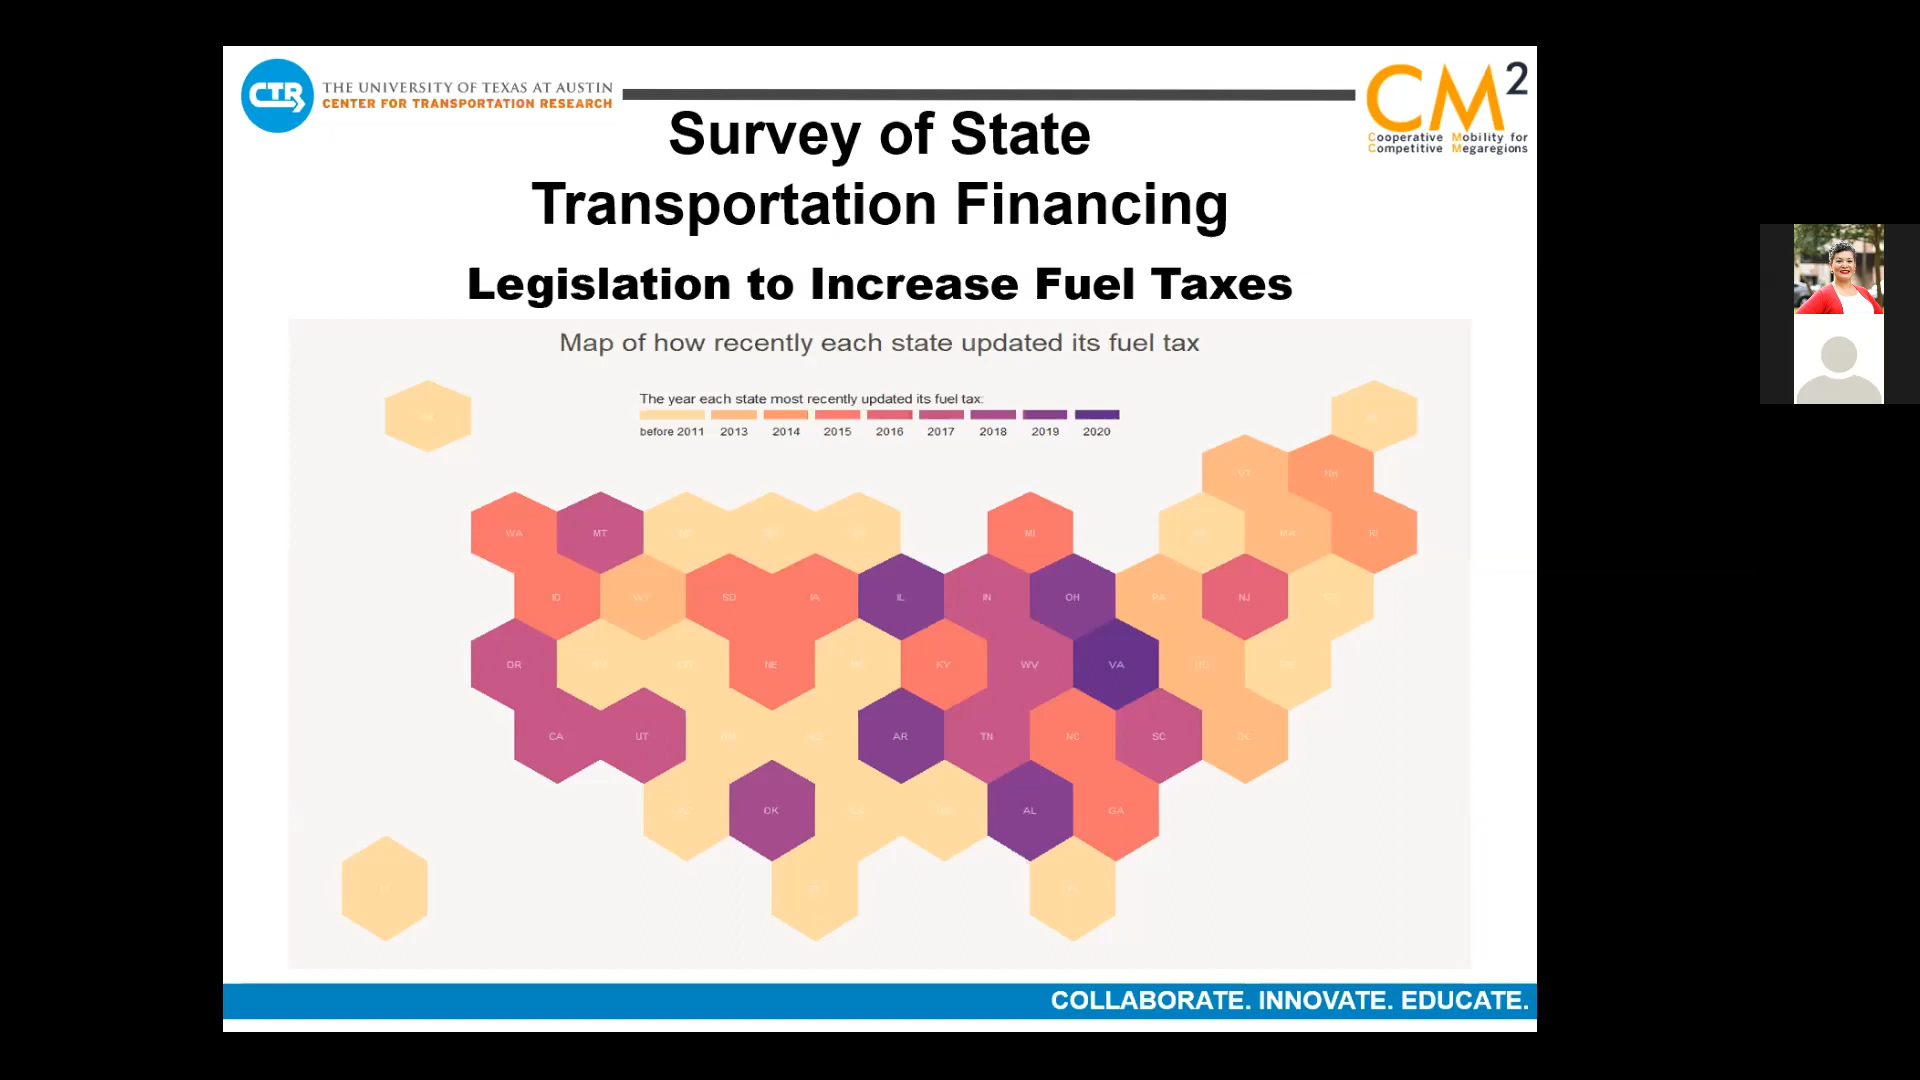 CTR
THE UNIVERSITY OF TEXAS AT AUSTIN
CENTER FOR TRANSPORTATION RESEARCH
CM2
Cooperative Mobility for
Competitive Megaregions
Survey of State
Transportation Financing
Legislation to Increase Fuel Taxes
Map of how recently each state updated its fuel tax
The year each state most recently updated its fuel tax:
before 2011 2013 2014 2015 2016 2017 2018 2019 2020
VT NH
WA MT MI MA RI
ID WY SD IA IL IN OH PA NJ
OR NE KY WV VA
CA UT AR TN NC SC
OK AL GA
COLLABORATE. INNOVATE. EDUCATE.